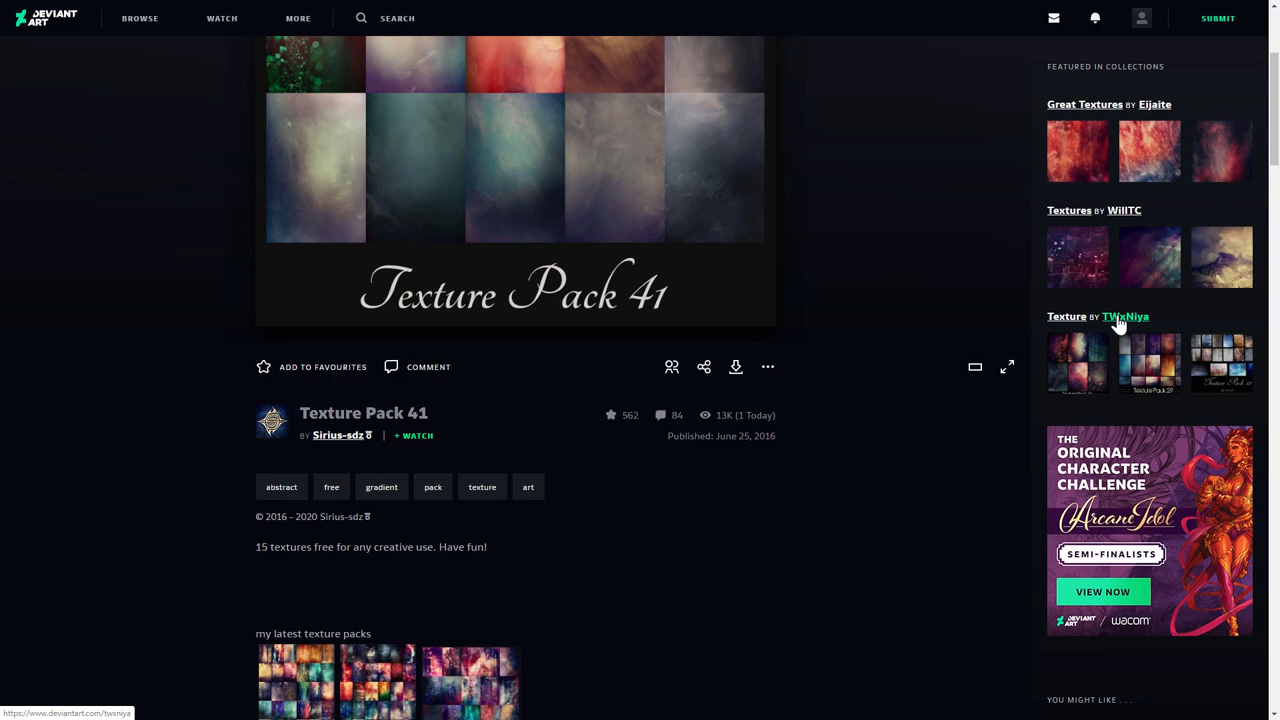 DEVIANT ART
BROWSE
WATCH
MORE
SEARCH
SUBMIT
Texture Pack 41
ADD TO FAVOURITES
COMMENT
Texture Pack 41
BY Sirius-sdz | + WATCH
562
84
13K (1 Today)
Published: June 25, 2016
abstract
free
gradient
pack
texture
art
© 2016 - 2020 Sirius-sdz
15 textures free for any creative use. Have fun!
my latest texture packs
FEATURED IN COLLECTIONS
Great Textures BY Eijaite
Textures BY WillTC
Texture BY TWxNiya
Texture Pack 29
THE
ORIGINAL
CHARACTER
CHALLENGE
Arcane Idol
SEMI-FINALISTS
VIEW NOW
DEVIANT ART
wacom
YOU MIGHT LIKE . . .
https://www.deviantart.com/twxniya